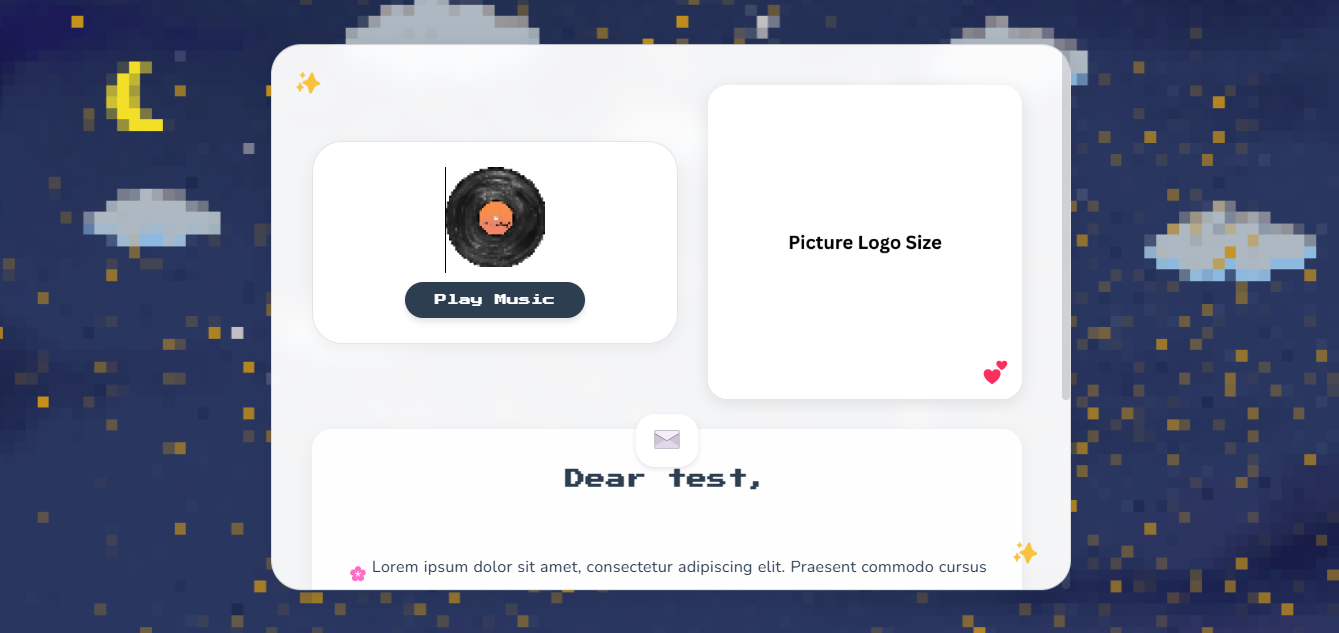 Picture Logo Size
Play Music
Dear test,
Lorem ipsum dolor sit amet, consectetur adipiscing elit. Praesent commodo cursus